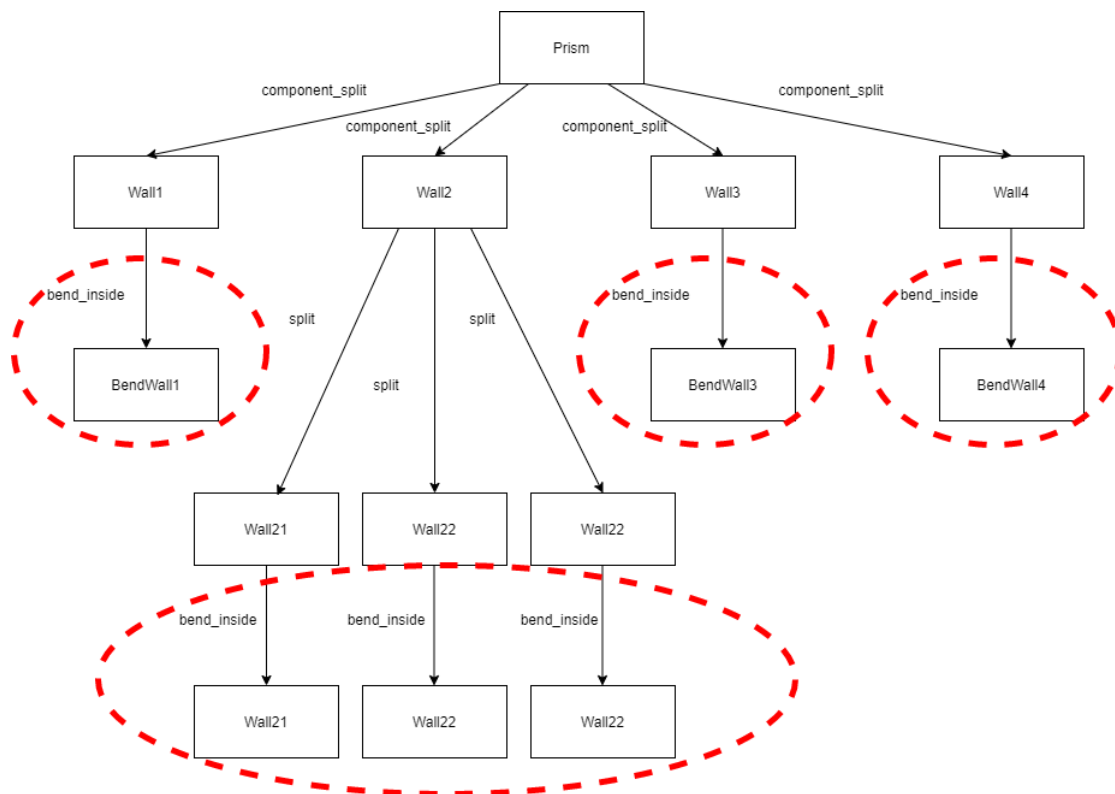 Prism
component_split
component_split
component_split
component_split
Wall1
Wall2
Wall3
Wall4
bend_inside
bend_inside
bend_inside
split
split
split
BendWall1
BendWall3
BendWall4
Wall21
Wall22
Wall22
bend_inside
bend_inside
bend_inside
Wall21
Wall22
Wall22